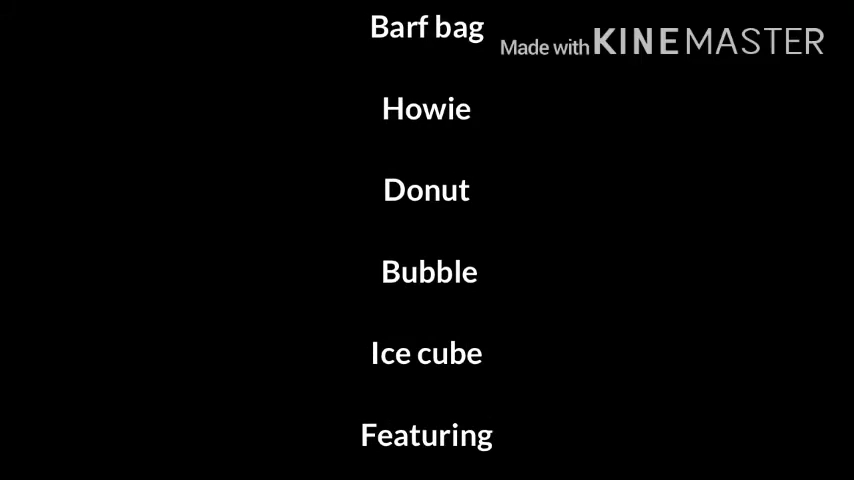 Barf bag
Made with KINEMASTER
Howie
Donut
Bubble
Ice cube
Featuring